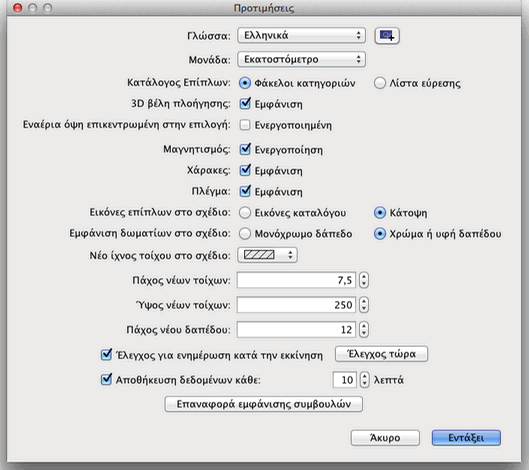 Προτιμήσεις
Γλώσσα: Ελληνικά
Μονάδα: Εκατοστόμετρο
Κατάλογος Επίπλων: Φάκελοι κατηγοριών Λίστα εύρεσης
3D βέλη πλοήγησης: Εμφάνιση
Εναέρια όψη επικεντρωμένη στην επιλογή: Ενεργοποιημένη
Μαγνητισμός: Ενεργοποίηση
Χάρακες: Εμφάνιση
Πλέγμα: Εμφάνιση
Εικόνες επίπλων στο σχέδιο: Εικόνες καταλόγου Κάτοψη
Εμφάνιση δωματίων στο σχέδιο: Μονόχρωμο δάπεδο Χρώμα ή υφή δαπέδου
Νέο ίχνος τοίχου στο σχέδιο:
Πάχος νέων τοίχων: 7,5
Ύψος νέων τοίχων: 250
Πάχος νέου δαπέδου: 12
Έλεγχος για ενημέρωση κατά την εκκίνηση Έλεγχος τώρα
Αποθήκευση δεδομένων κάθε: 10 λεπτά
Επαναφορά εμφάνισης συμβουλών
Άκυρο Εντάξει